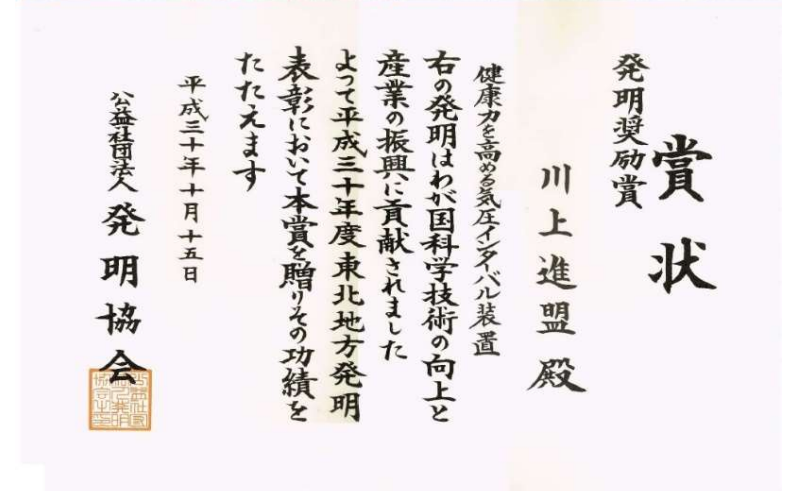 賞状
発明奨励賞
川上進盟殿
健康力を高める気圧インターバル装置
右の発明はわが国科学技術の向上と
産業の振興に貢献されました
よって平成三十年度東北地方発明
表彰において本賞を贈りその功績を
たたえます
平成三十年十月十五日
公益社団法人発明協会